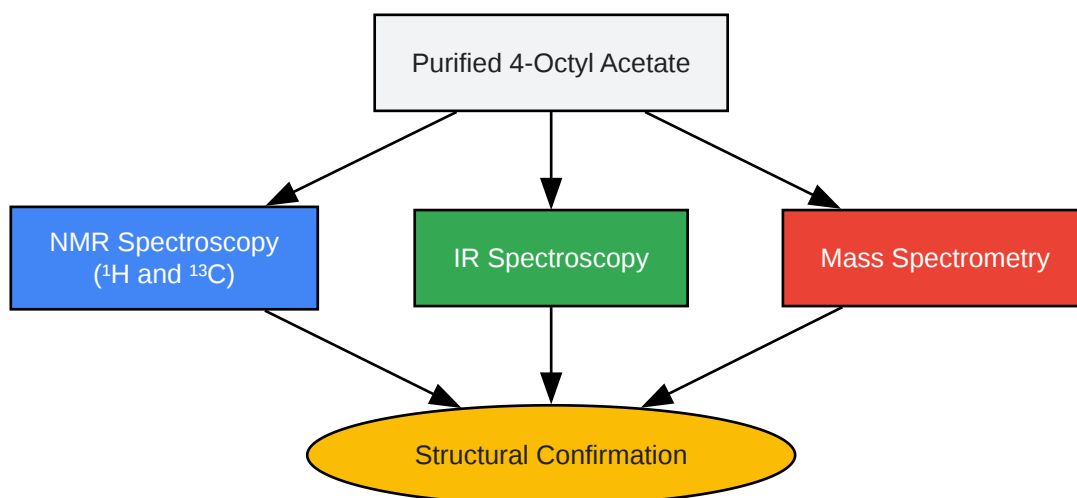 Purified 4-Octyl Acetate
NMR Spectroscopy
(¹H and ¹³C)
IR Spectroscopy
Mass Spectrometry
Structural Confirmation